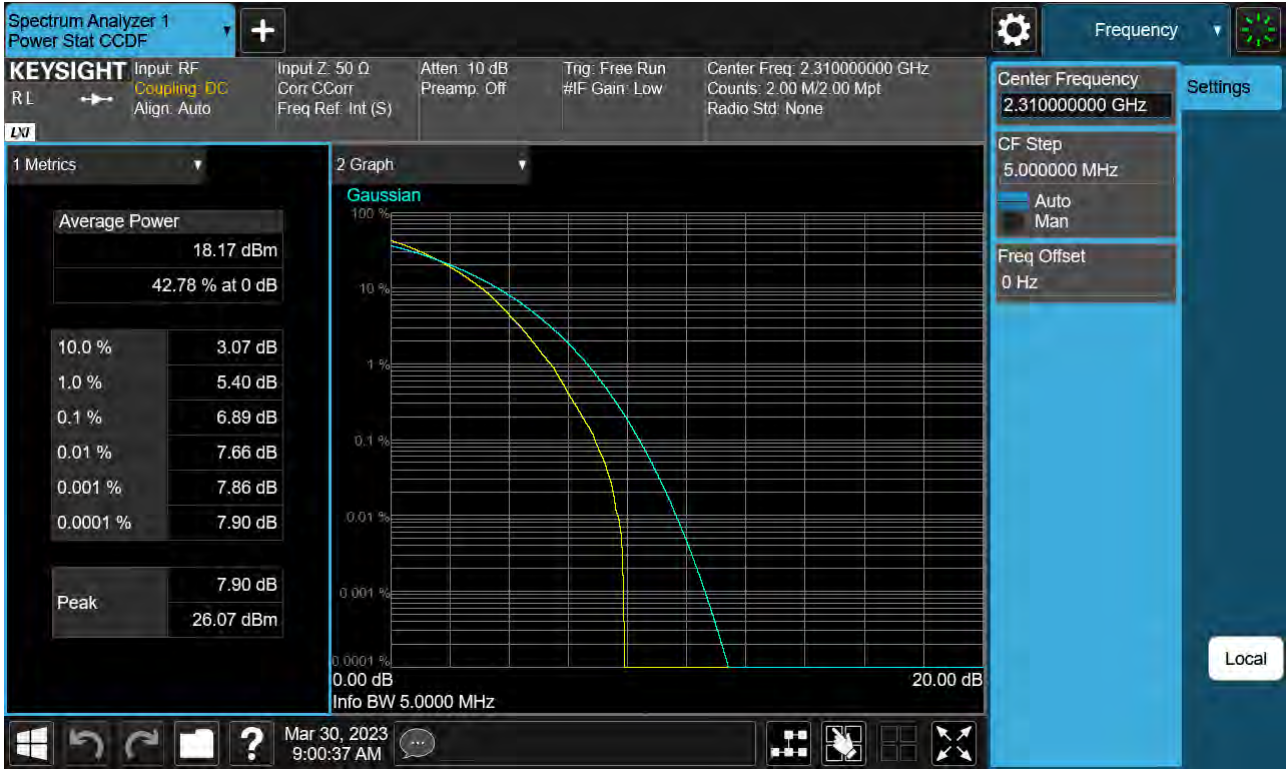 Spectrum Analyzer 1
Power Stat CCDF
+
Frequency
KEYSIGHT
R L
LXI
Input: RF
Coupling: DC
Align: Auto
Input Z: 50 Ω
Corr CCorr
Freq Ref: Int (S)
Atten: 10 dB
Preamp: Off
Trig: Free Run
#IF Gain: Low
Center Freq: 2.310000000 GHz
Counts: 2.00 M/2.00 Mpt
Radio Std: None
Center Frequency
2.310000000 GHz
Settings
CF Step
5.000000 MHz
Auto
Man
Freq Offset
0 Hz
Local
1 Metrics
Average Power
18.17 dBm
42.78 % at 0 dB
10.0 % 3.07 dB
1.0 % 5.40 dB
0.1 % 6.89 dB
0.01 % 7.66 dB
0.001 % 7.86 dB
0.0001 % 7.90 dB
Peak
7.90 dB
26.07 dBm
2 Graph
Gaussian
100 %
10 %
1 %
0.1 %
0.01 %
0.001 %
0.0001 %
0.00 dB 20.00 dB
Info BW 5.0000 MHz
?
Mar 30, 2023
9:00:37 AM